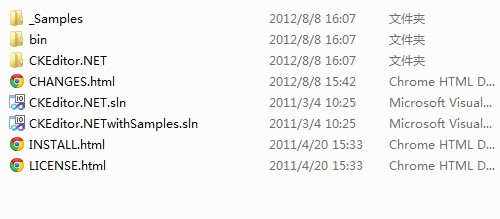 _Samples 2012/8/8 16:07 文件夹
bin 2012/8/8 16:07 文件夹
CKEditor.NET 2012/8/8 16:07 文件夹
CHANGES.html 2012/8/8 15:42 Chrome HTML D...
CKEditor.NET.sln 2011/3/4 10:25 Microsoft Visual...
CKEditor.NETwithSamples.sln 2011/3/4 10:25 Microsoft Visual...
INSTALL.html 2011/4/20 15:33 Chrome HTML D...
LICENSE.html 2011/4/20 15:33 Chrome HTML D...